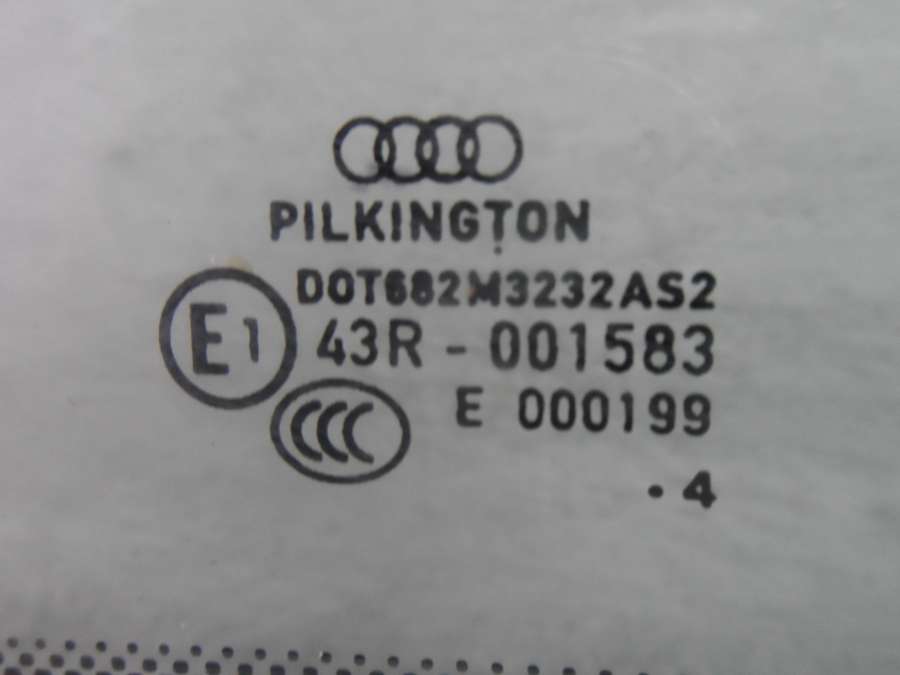 PILKINGTON
DOT682M3232AS2
E1 43R - 001583
CCC E 000199
. 4